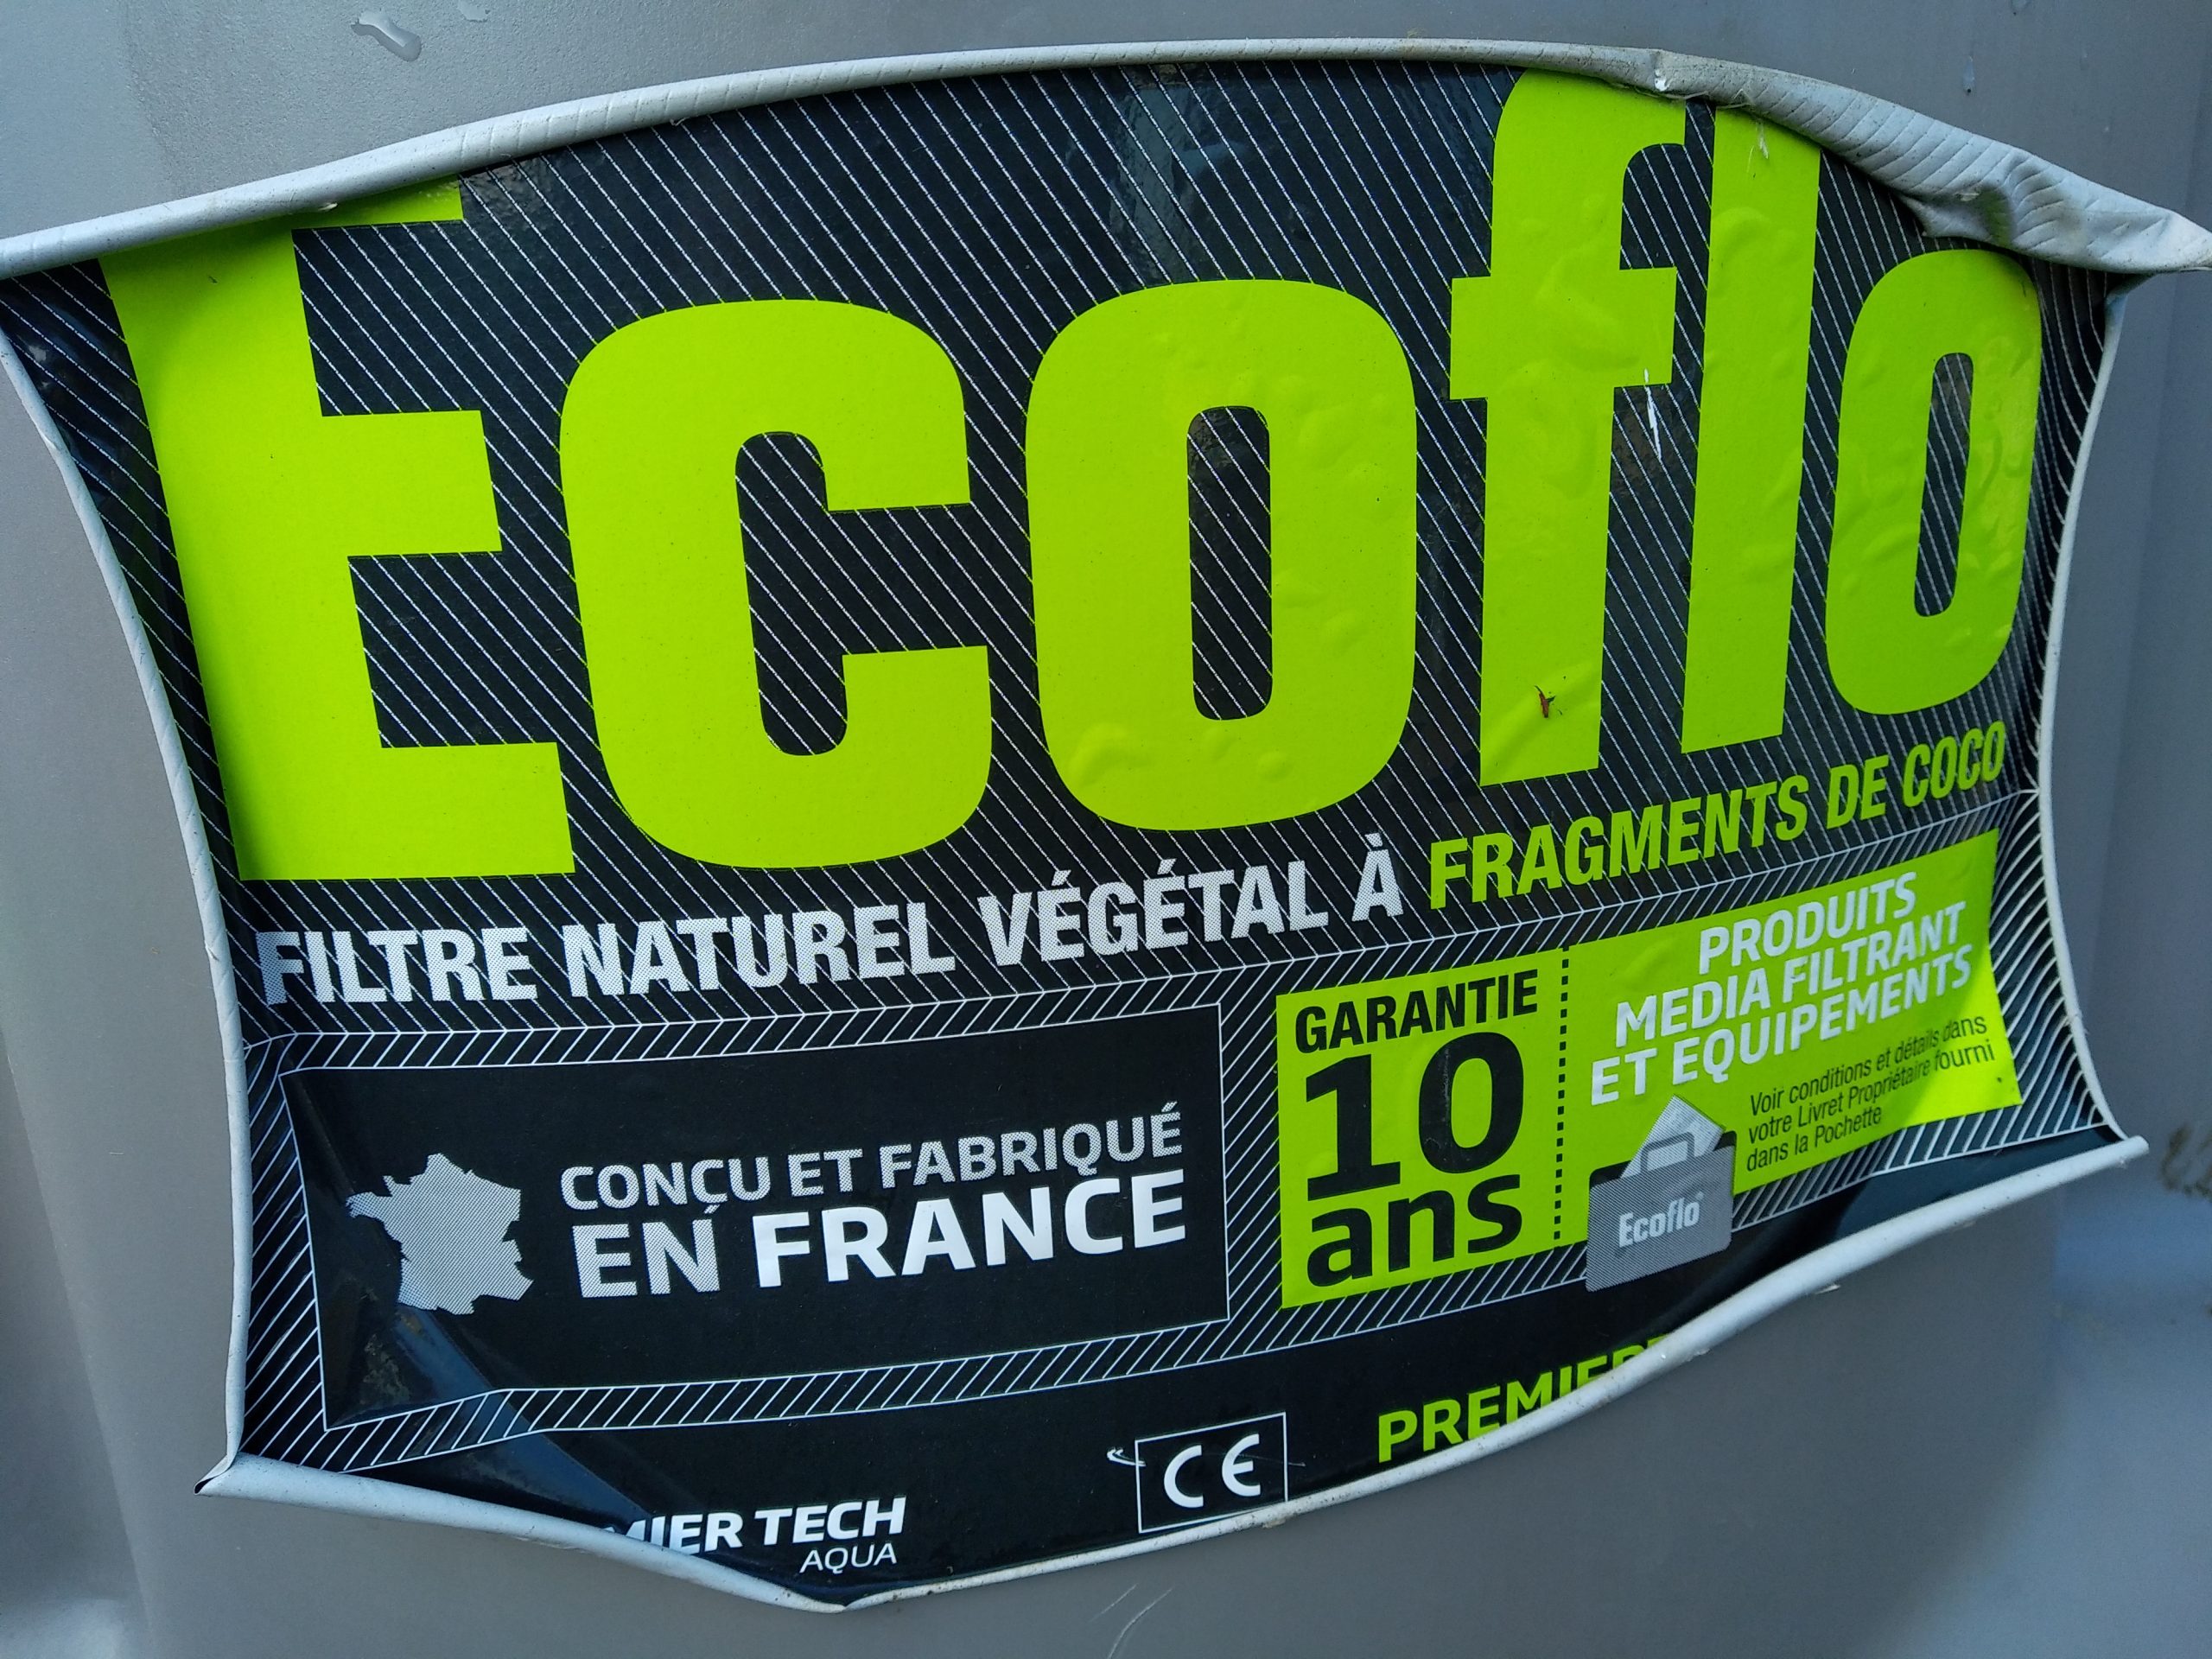 Ecoflo
FILTRE NATUREL VÉGÉTAL À FRAGMENTS DE COCO
CONÇU ET FABRIQUÉ
EN FRANCE
GARANTIE
10
ans
PRODUITS
MEDIA FILTRANT
ET EQUIPEMENTS
Voir conditions et détails dans
votre Livret Propriétaire fourni
dans la Pochette
Ecoflo®
MIER TECH
AQUA
CE
PREMIER